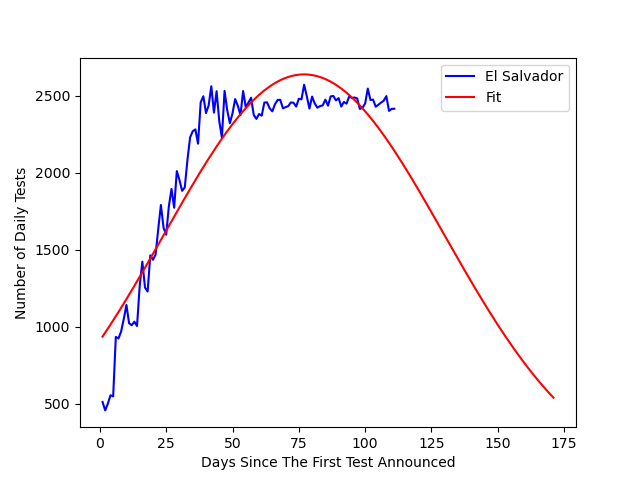 El Salvador
Fit
2500
2000
1500
1000
500
Number of Daily Tests
0 25 50 75 100 125 150 175
Days Since The First Test Announced